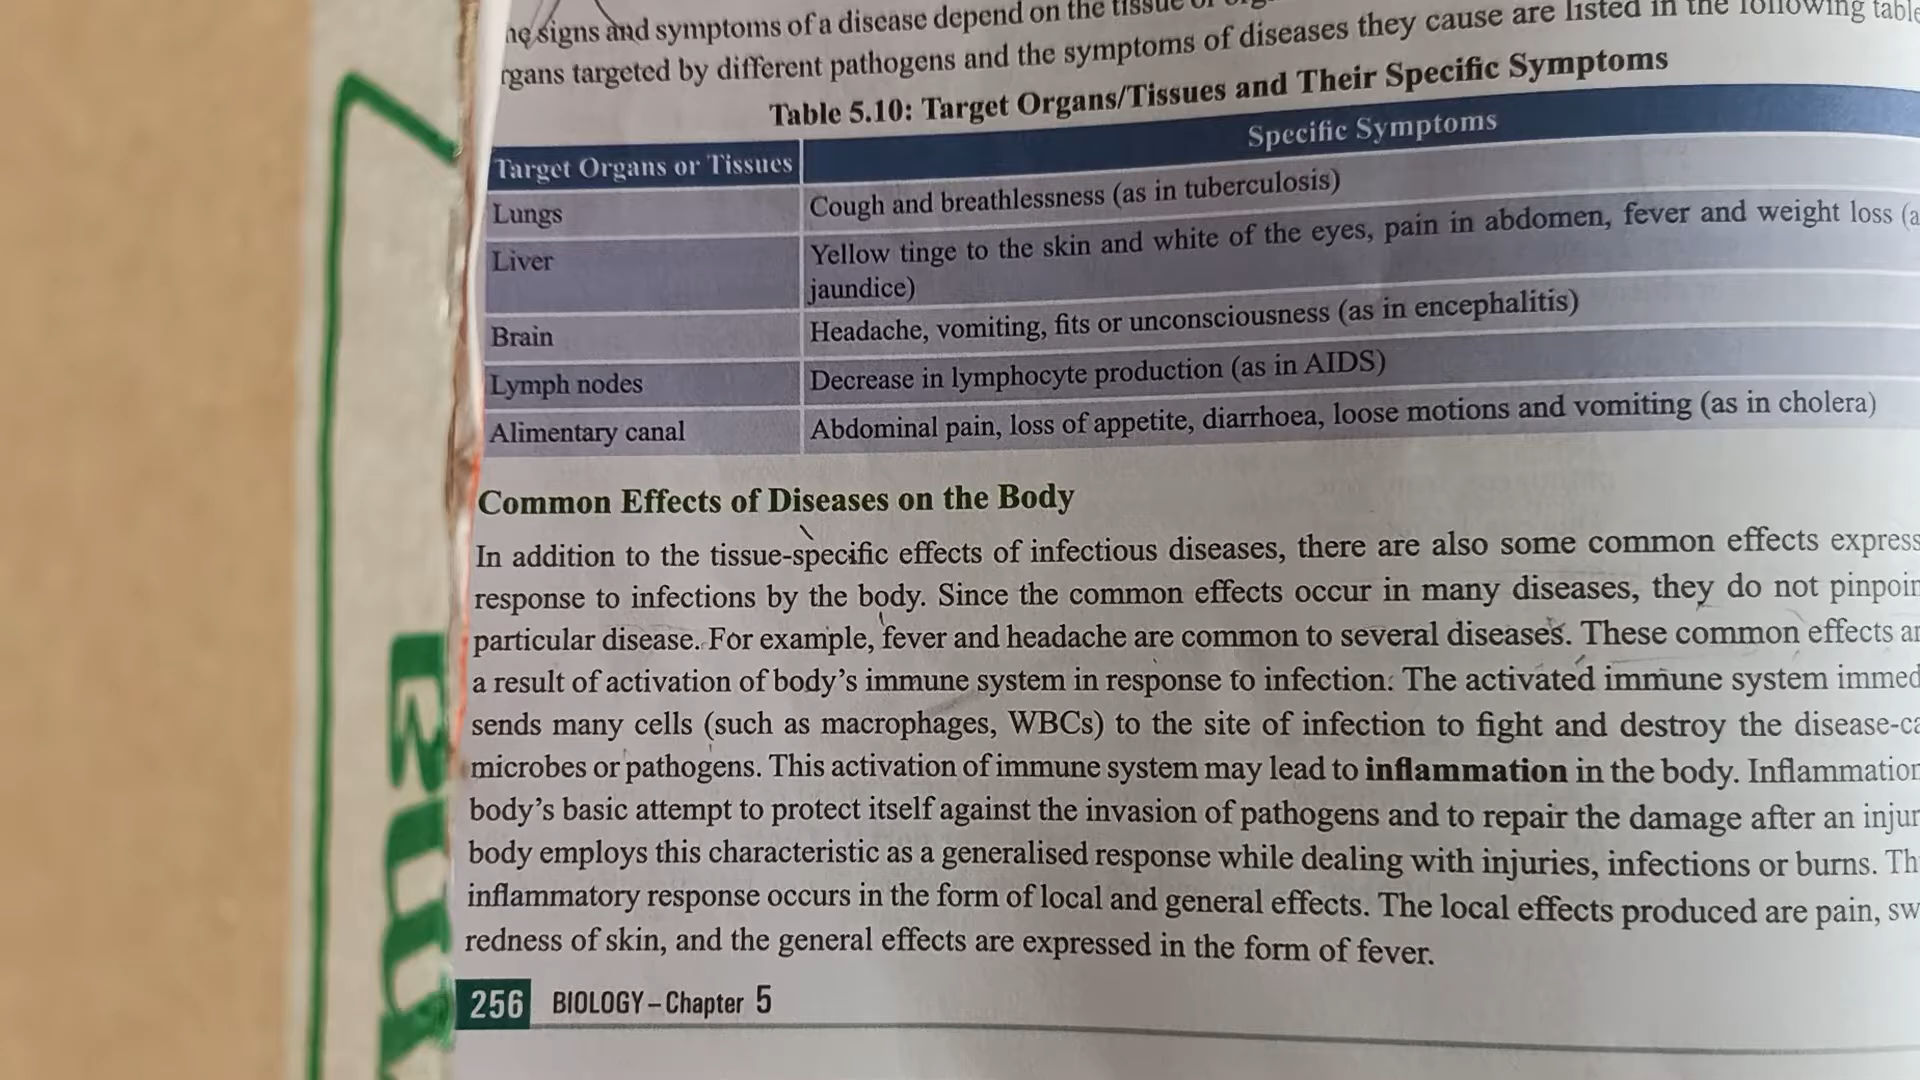 signs and symptoms of a disease depend on the tissue or
targeted by different pathogens and the symptoms of diseases they cause are listed in the following
Table 5.10: Target Organs/Tissues and Their Specific Symptoms
Target Organs or Tissues
Specific Symptoms
Lungs
Cough and breathlessness (as in tuberculosis)
Liver
Yellow tinge to the skin and white of the eyes, pain in abdomen, fever and weight loss
jaundice)
Brain
Headache, vomiting, fits or unconsciousness (as in encephalitis)
Lymph nodes
Decrease in lymphocyte production (as in AIDS)
Alimentary canal
Abdominal pain, loss of appetite, diarrhoea, loose motions and vomiting (as in cholera)
Common Effects of Diseases on the Body
In addition to the tissue-specific effects of infectious diseases, there are also some common effects
response to infections by the body. Since the common effects occur in many diseases, they do not
particular disease. For example, fever and headache are common to several diseases. These common effects
a result of activation of body's immune system in response to infection. The activated immune system
sends many cells (such as macrophages, WBCs) to the site of infection to fight and destroy the
microbes or pathogens. This activation of immune system may lead to inflammation in the body.
body's basic attempt to protect itself against the invasion of pathogens and to repair the damage after an
body employs this characteristic as a generalised response while dealing with injuries, infections or burns.
inflammatory response occurs in the form of local and general effects. The local effects produced are pain,
redness of skin, and the general effects are expressed in the form of fever.
256 BIOLOGY – Chapter 5